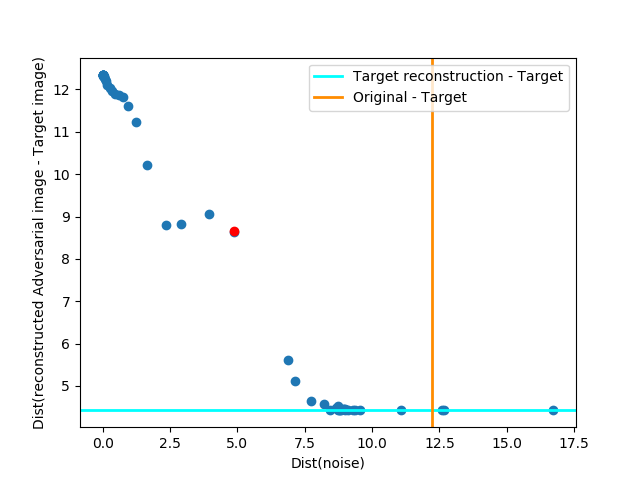 Target reconstruction - Target
Original - Target
Dist(reconstructed Adversarial image - Target image)
12
11
10
9
8
7
6
5
0.0 2.5 5.0 7.5 10.0 12.5 15.0 17.5
Dist(noise)